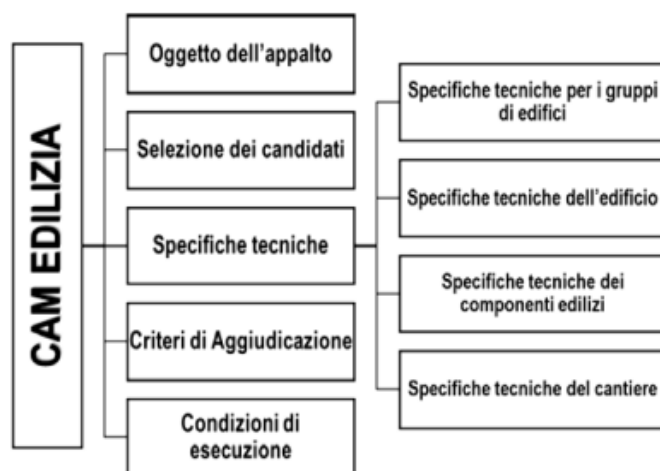 CAM EDILIZIA
Oggetto dell'appalto
Selezione dei candidati
Specifiche tecniche
Criteri di Aggiudicazione
Condizioni di
esecuzione
Specifiche tecniche per i gruppi
di edifici
Specifiche tecniche dell'edificio
Specifiche tecniche dei
componenti edilizi
Specifiche tecniche del cantiere